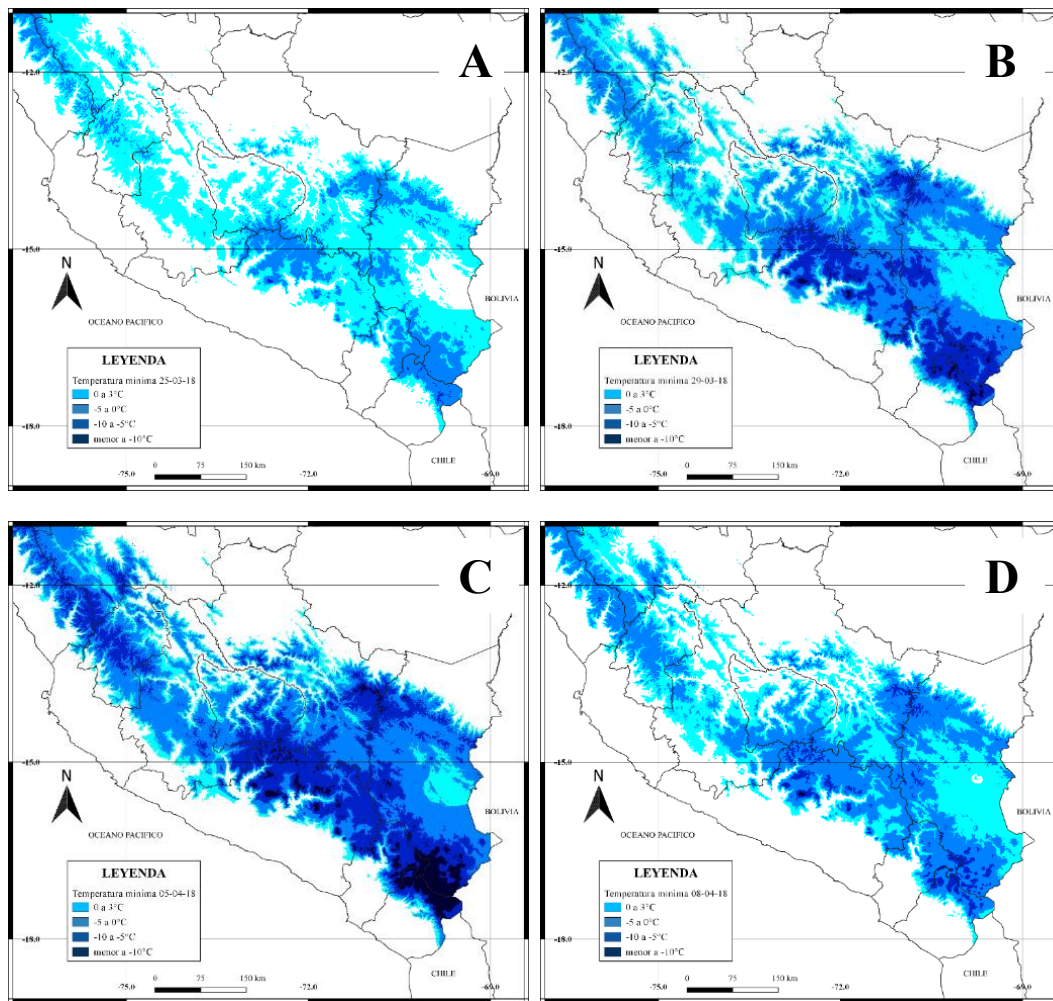 A
-12.0
-15.0
N
BOLIVIA
OCEANO PACIFICO
LEYENDA
Temperatura minima 25-03-18
0 a 3°C
-5 a 0°C
-10 a -5°C
menor a -10°C
-18.0
CHILE
0 75 150 km
-75.0 -72.0 -69.0
B
-12.0
-15.0
N
BOLIVIA
OCEANO PACIFICO
LEYENDA
Temperatura minima 29-03-18
0 a 3°C
-5 a 0°C
-10 a -5°C
menor a -10°C
-18.0
CHILE
0 75 150 km
-75.0 -72.0 -69.0
C
-12.0
-15.0
N
BOLIVIA
OCEANO PACIFICO
LEYENDA
Temperatura minima 05-04-18
0 a 3°C
-5 a 0°C
-10 a -5°C
menor a -10°C
-18.0
CHILE
0 75 150 km
-75.0 -72.0 -69.0
D
-12.0
-15.0
N
BOLIVIA
OCEANO PACIFICO
LEYENDA
Temperatura minima 08-04-18
0 a 3°C
-5 a 0°C
-10 a -5°C
menor a -10°C
-18.0
CHILE
0 75 150 km
-75.0 -72.0 -69.0